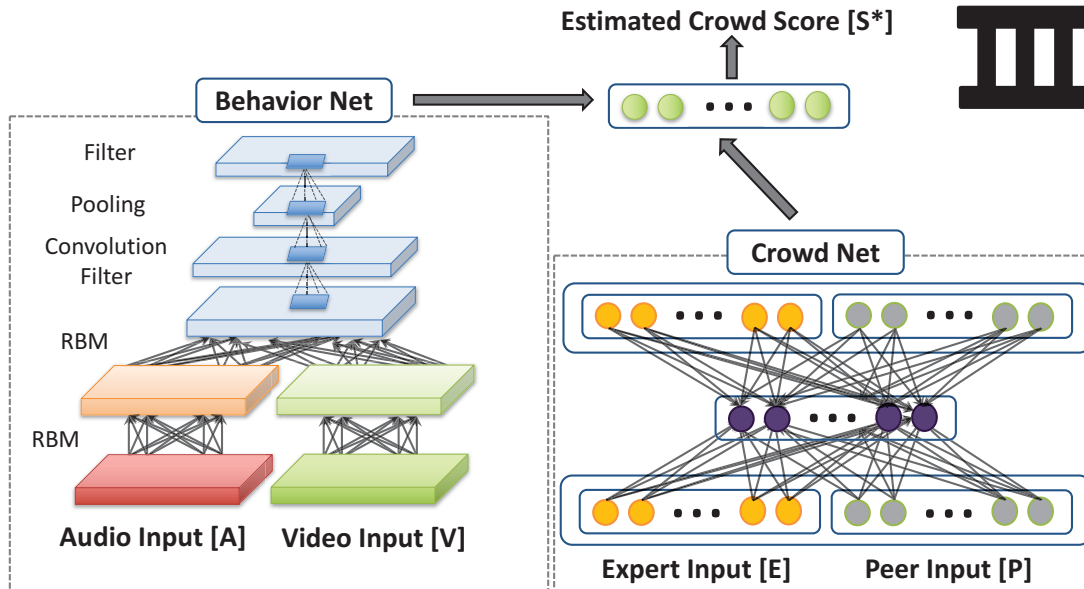 Estimated Crowd Score [S*]
Behavior Net
Filter
Pooling
Convolution
Filter
RBM
RBM
Audio Input [A]
Video Input [V]
Crowd Net
Expert Input [E]
Peer Input [P]